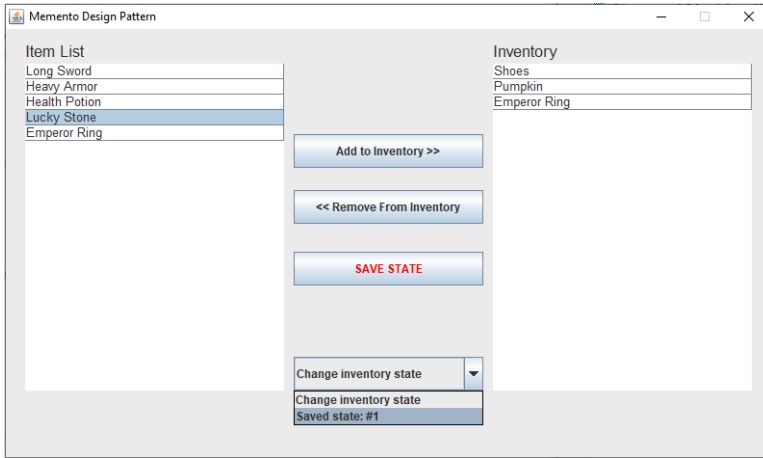 Memento Design Pattern
Item List
Long Sword
Heavy Armor
Health Potion
Lucky Stone
Emperor Ring
Add to Inventory >>
<< Remove From Inventory
SAVE STATE
Change inventory state
Change inventory state
Saved state: #1
Inventory
Shoes
Pumpkin
Emperor Ring